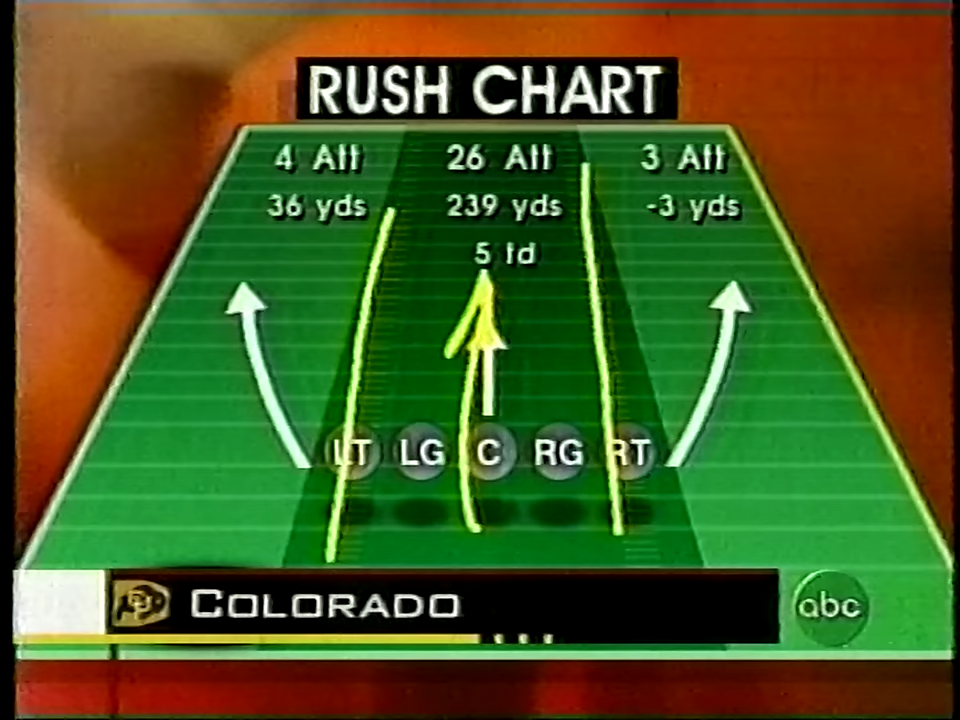 RUSH CHART
4 Att 26 Att 3 Att
36 yds 239 yds -3 yds
5 td
LT LG C RG RT
CU COLORADO abc